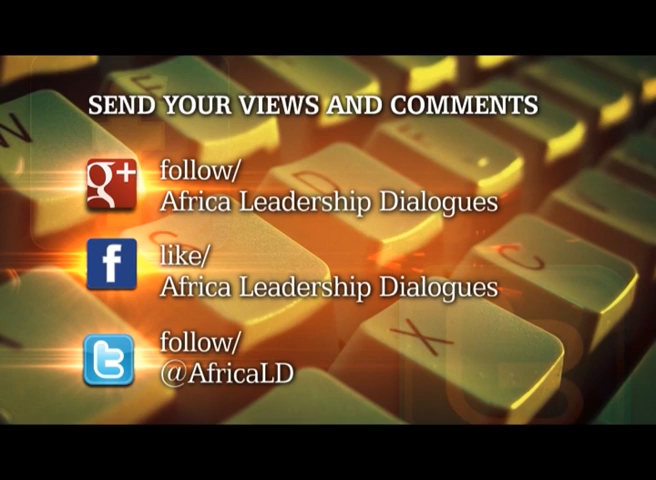 SEND YOUR VIEWS AND COMMENTS
g+
follow/
Africa Leadership Dialogues
f
like/
Africa Leadership Dialogues
t
follow/
@AfricaLD
N
F
D
S
C
X